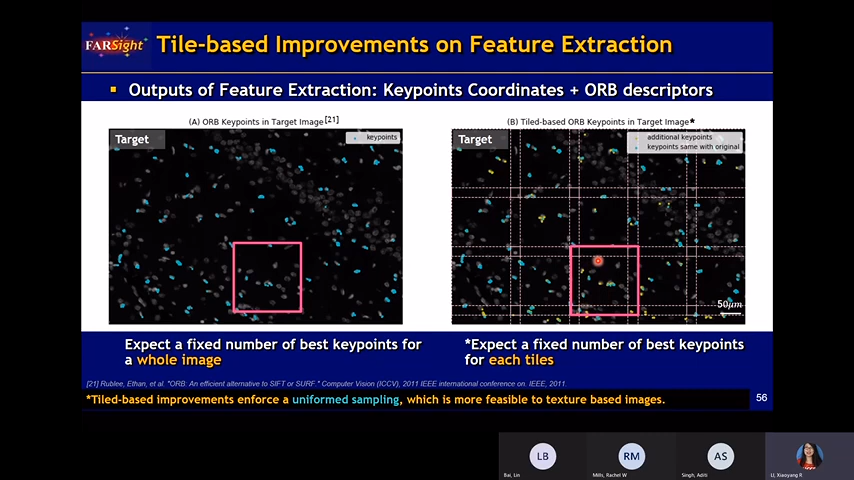 FARSight
Tile-based Improvements on Feature Extraction
Outputs of Feature Extraction: Keypoints Coordinates + ORB descriptors
(A) ORB Keypoints in Target Image[21]
(B) Tiled-based ORB Keypoints in Target Image*
Target
keypoints
Target
additional keypoints
keypoints same with original
50μm
Expect a fixed number of best keypoints for
a whole image
*Expect a fixed number of best keypoints
for each tiles
[21] Rublee, Ethan, et al. "ORB: An efficient alternative to SIFT or SURF." Computer Vision (ICCV), 2011 IEEE international conference on. IEEE, 2011.
*Tiled-based improvements enforce a uniformed sampling, which is more feasible to texture based images.
56
LB
RM
AS
Bai, Lin
Mills, Rachel W
Singh, Aditi
LI, Xiaoyang R